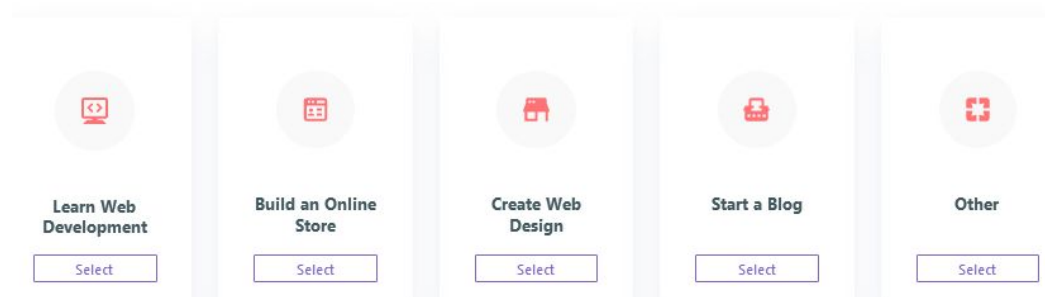 Learn Web
Development
Select
Build an Online
Store
Select
Create Web
Design
Select
Start a Blog
Select
Other
Select